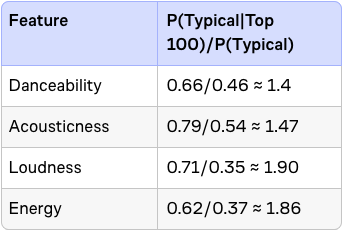 Feature
P(Typical|Top
100)/P(Typical)
Danceability
0.66/0.46 ≈ 1.4
Acousticness
0.79/0.54 ≈ 1.47
Loudness
0.71/0.35 ≈ 1.90
Energy
0.62/0.37 ≈ 1.86